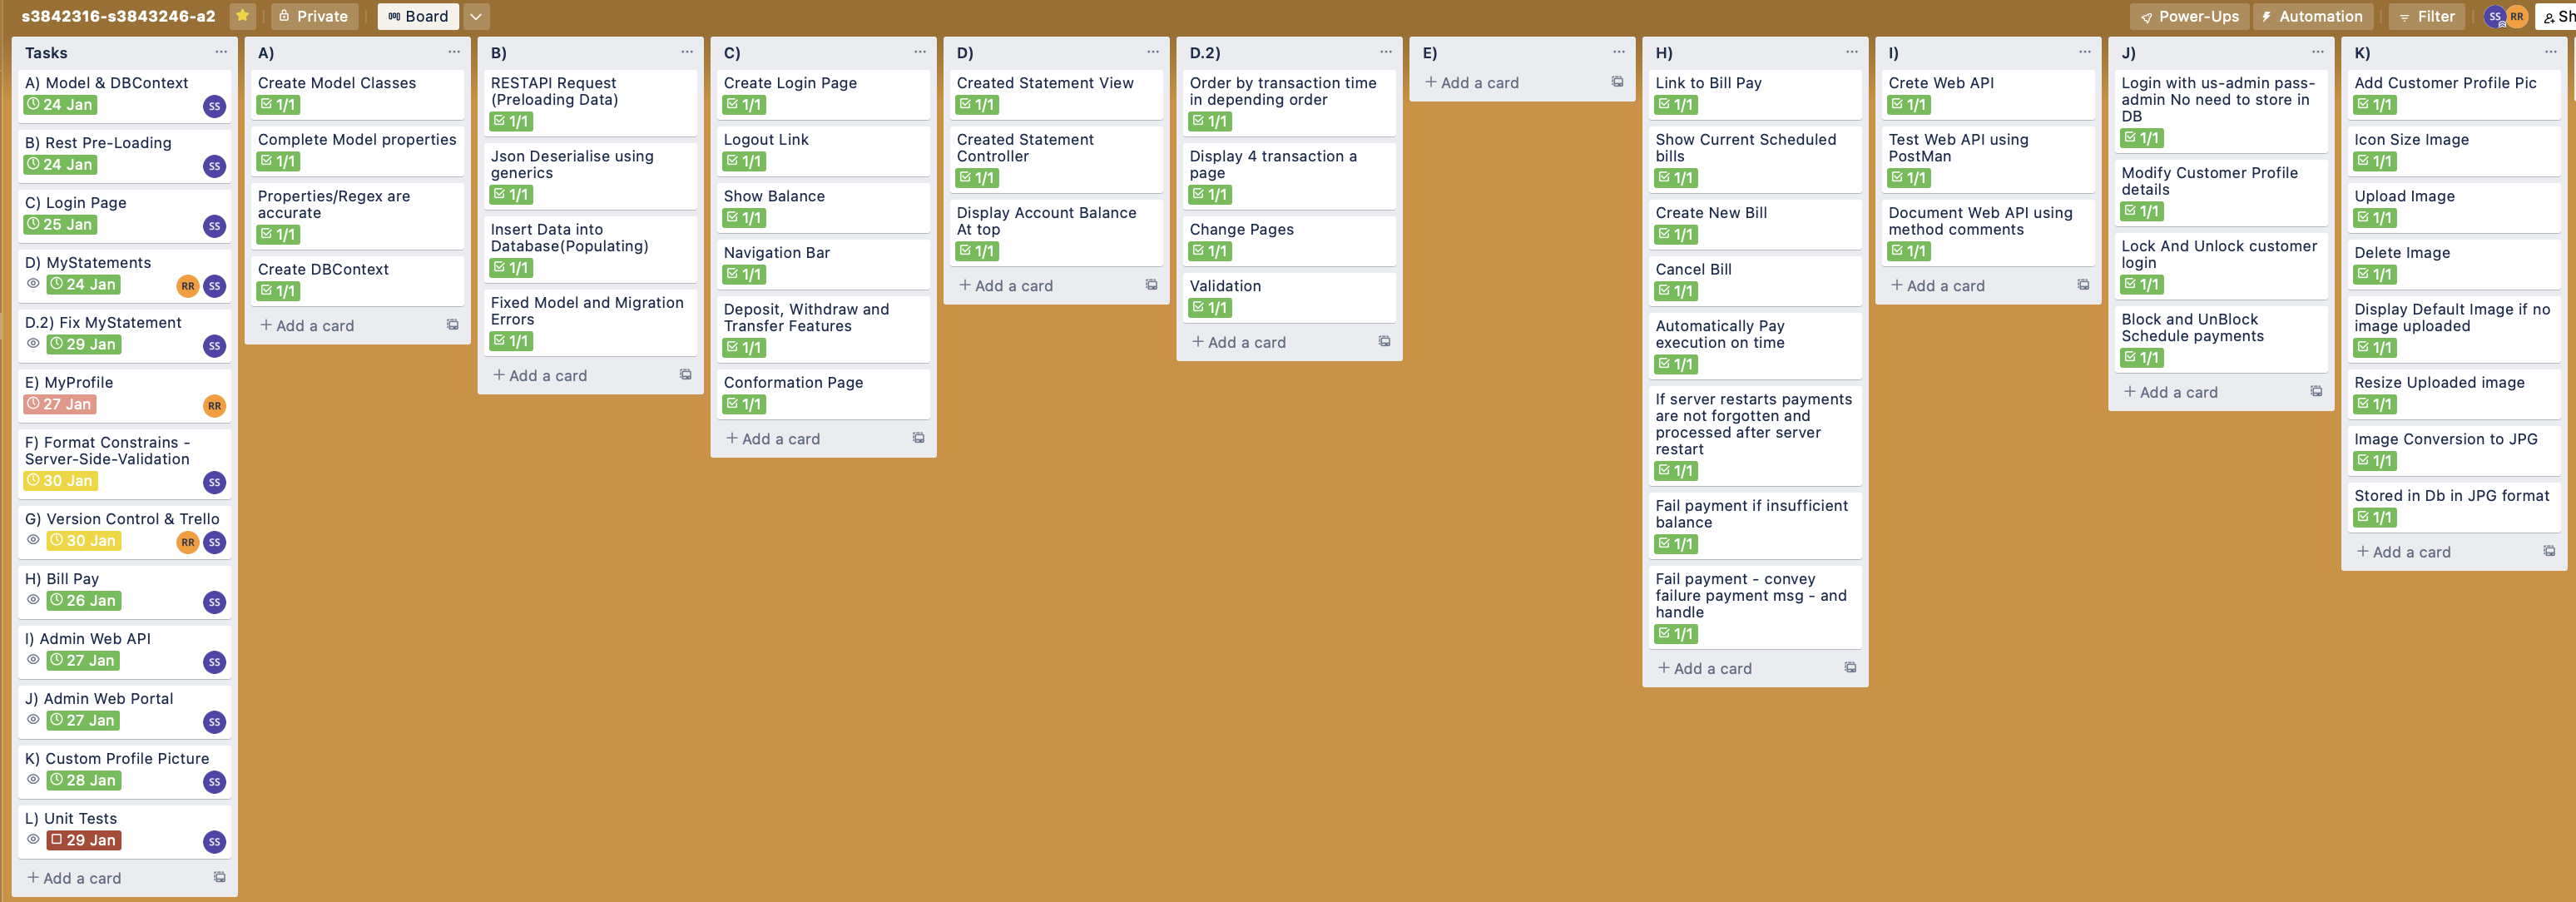 s3842316-s3843246-a2
Private
Board
Power-Ups
Automation
Filter
SS
RR
Sh
Tasks
A) Model & DBContext
24 Jan
SS
B) Rest Pre-Loading
24 Jan
SS
C) Login Page
25 Jan
SS
D) MyStatements
24 Jan
RR
SS
D.2) Fix MyStatement
29 Jan
SS
E) MyProfile
27 Jan
RR
F) Format Constrains -
Server-Side-Validation
30 Jan
SS
G) Version Control & Trello
30 Jan
RR
SS
H) Bill Pay
26 Jan
SS
I) Admin Web API
27 Jan
SS
J) Admin Web Portal
27 Jan
SS
K) Custom Profile Picture
28 Jan
SS
L) Unit Tests
29 Jan
SS
+ Add a card
A)
Create Model Classes
1/1
Complete Model properties
1/1
Properties/Regex are
accurate
1/1
Create DBContext
1/1
+ Add a card
B)
RESTAPI Request
(Preloading Data)
1/1
Json Deserialise using
generics
1/1
Insert Data into
Database(Populating)
1/1
Fixed Model and Migration
Errors
1/1
+ Add a card
C)
Create Login Page
1/1
Logout Link
1/1
Show Balance
1/1
Navigation Bar
1/1
Deposit, Withdraw and
Transfer Features
1/1
Conformation Page
1/1
+ Add a card
D)
Created Statement View
1/1
Created Statement
Controller
1/1
Display Account Balance
At top
1/1
+ Add a card
D.2)
Order by transaction time
in depending order
1/1
Display 4 transaction a
page
1/1
Change Pages
1/1
Validation
1/1
+ Add a card
E)
+ Add a card
H)
Link to Bill Pay
1/1
Show Current Scheduled
bills
1/1
Create New Bill
1/1
Cancel Bill
1/1
Automatically Pay
execution on time
1/1
If server restarts payments
are not forgotten and
processed after server
restart
1/1
Fail payment if insufficient
balance
1/1
Fail payment - convey
failure payment msg - and
handle
1/1
+ Add a card
I)
Crete Web API
1/1
Test Web API using
PostMan
1/1
Document Web API using
method comments
1/1
+ Add a card
J)
Login with us-admin pass-
admin No need to store in
DB
1/1
Modify Customer Profile
details
1/1
Lock And Unlock customer
login
1/1
Block and UnBlock
Schedule payments
1/1
+ Add a card
K)
Add Customer Profile Pic
1/1
Icon Size Image
1/1
Upload Image
1/1
Delete Image
1/1
Display Default Image if no
image uploaded
1/1
Resize Uploaded image
1/1
Image Conversion to JPG
1/1
Stored in Db in JPG format
1/1
+ Add a card